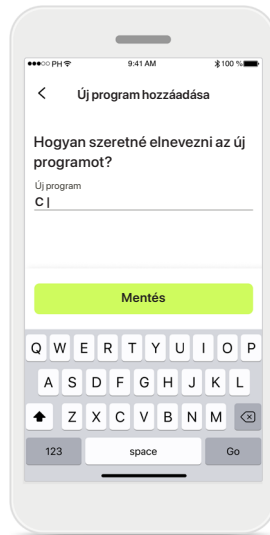 PH 9:41 AM 100 %
Új program hozzáadása
Hogyan szeretné elnevezni az új
programot?
Új program
C
Mentés
Q W E R T Y U I O P
A S D F G H J K L
Z X C V B N M
123 space Go